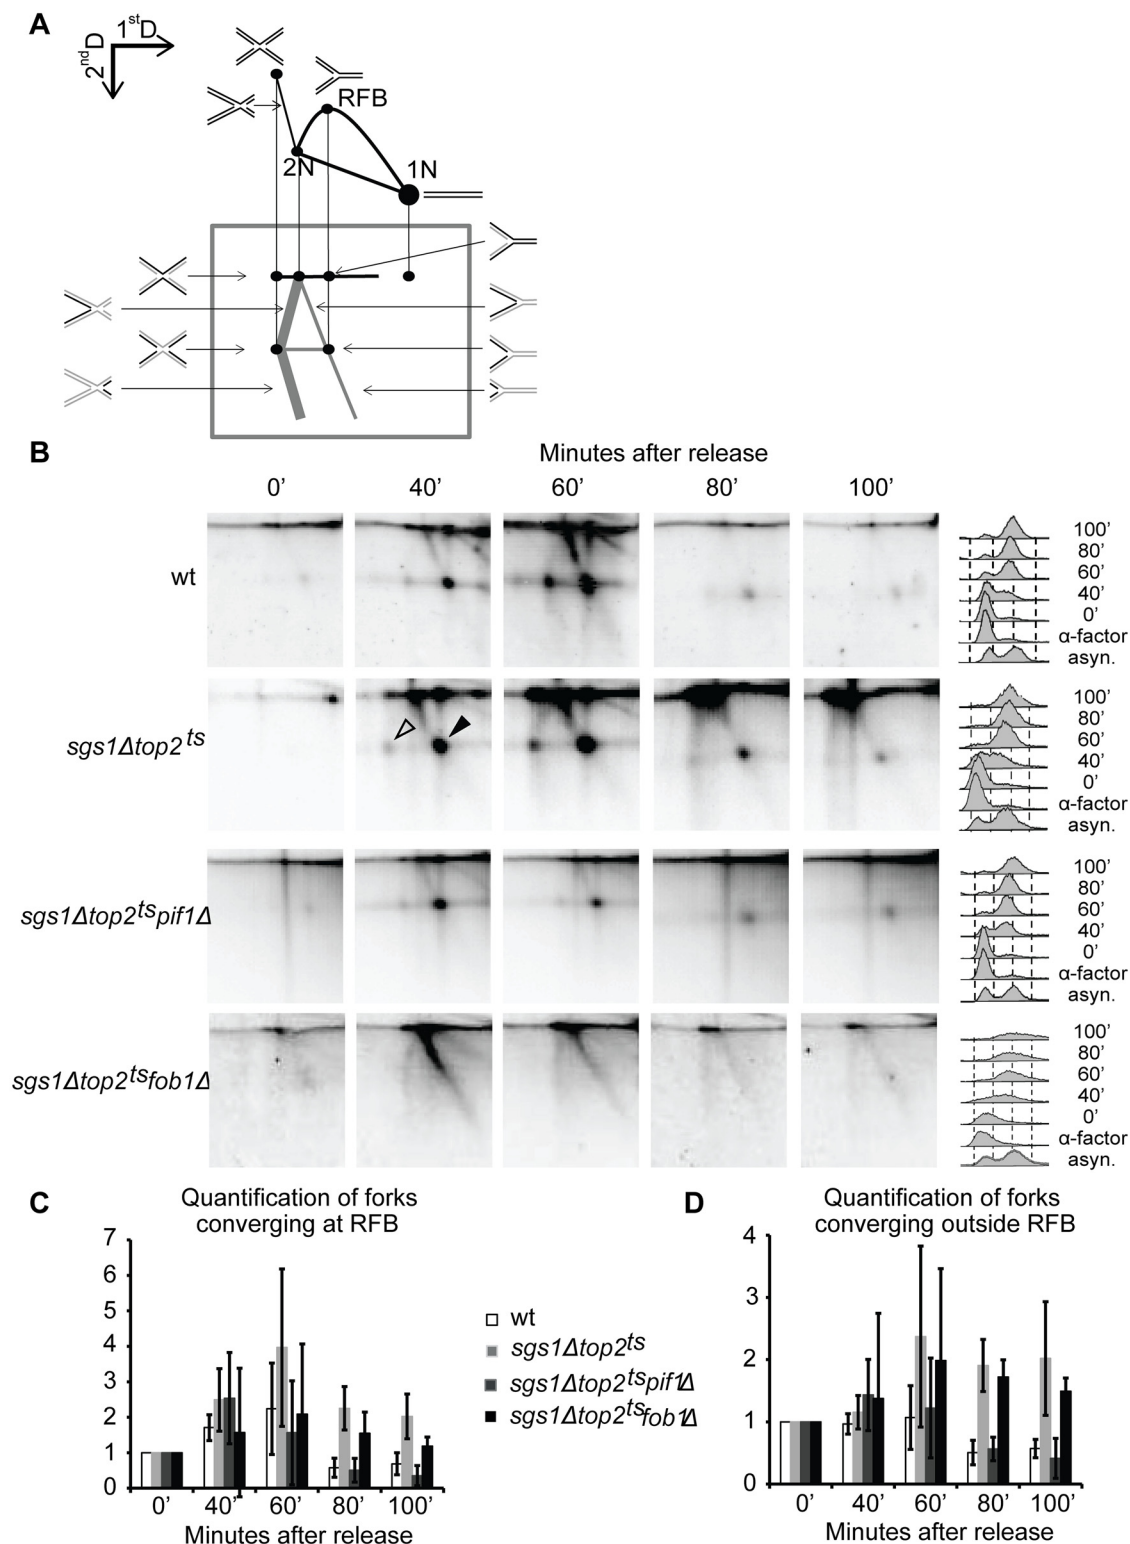 A
1stD
2ndD
RFB
2N
1N
B
Minutes after release
0’ 40’ 60’ 80’ 100’
wt
100’
80’
60’
40’
0’
α-factor
asyn.
sgs1Δtop2ts
100’
80’
60’
40’
0’
α-factor
asyn.
sgs1Δtop2tspif1Δ
100’
80’
60’
40’
0’
α-factor
asyn.
sgs1Δtop2tsfob1Δ
100’
80’
60’
40’
0’
α-factor
asyn.
C
Quantification of forks
converging at RFB
7
6
5
4
3
2
1
0
0’ 40’ 60’ 80’ 100’
Minutes after release
wt
sgs1Δtop2ts
sgs1Δtop2tspif1Δ
sgs1Δtop2tsfob1Δ
D
Quantification of forks
converging outside RFB
4
3
2
1
0
0’ 40’ 60’ 80’ 100’
Minutes after release